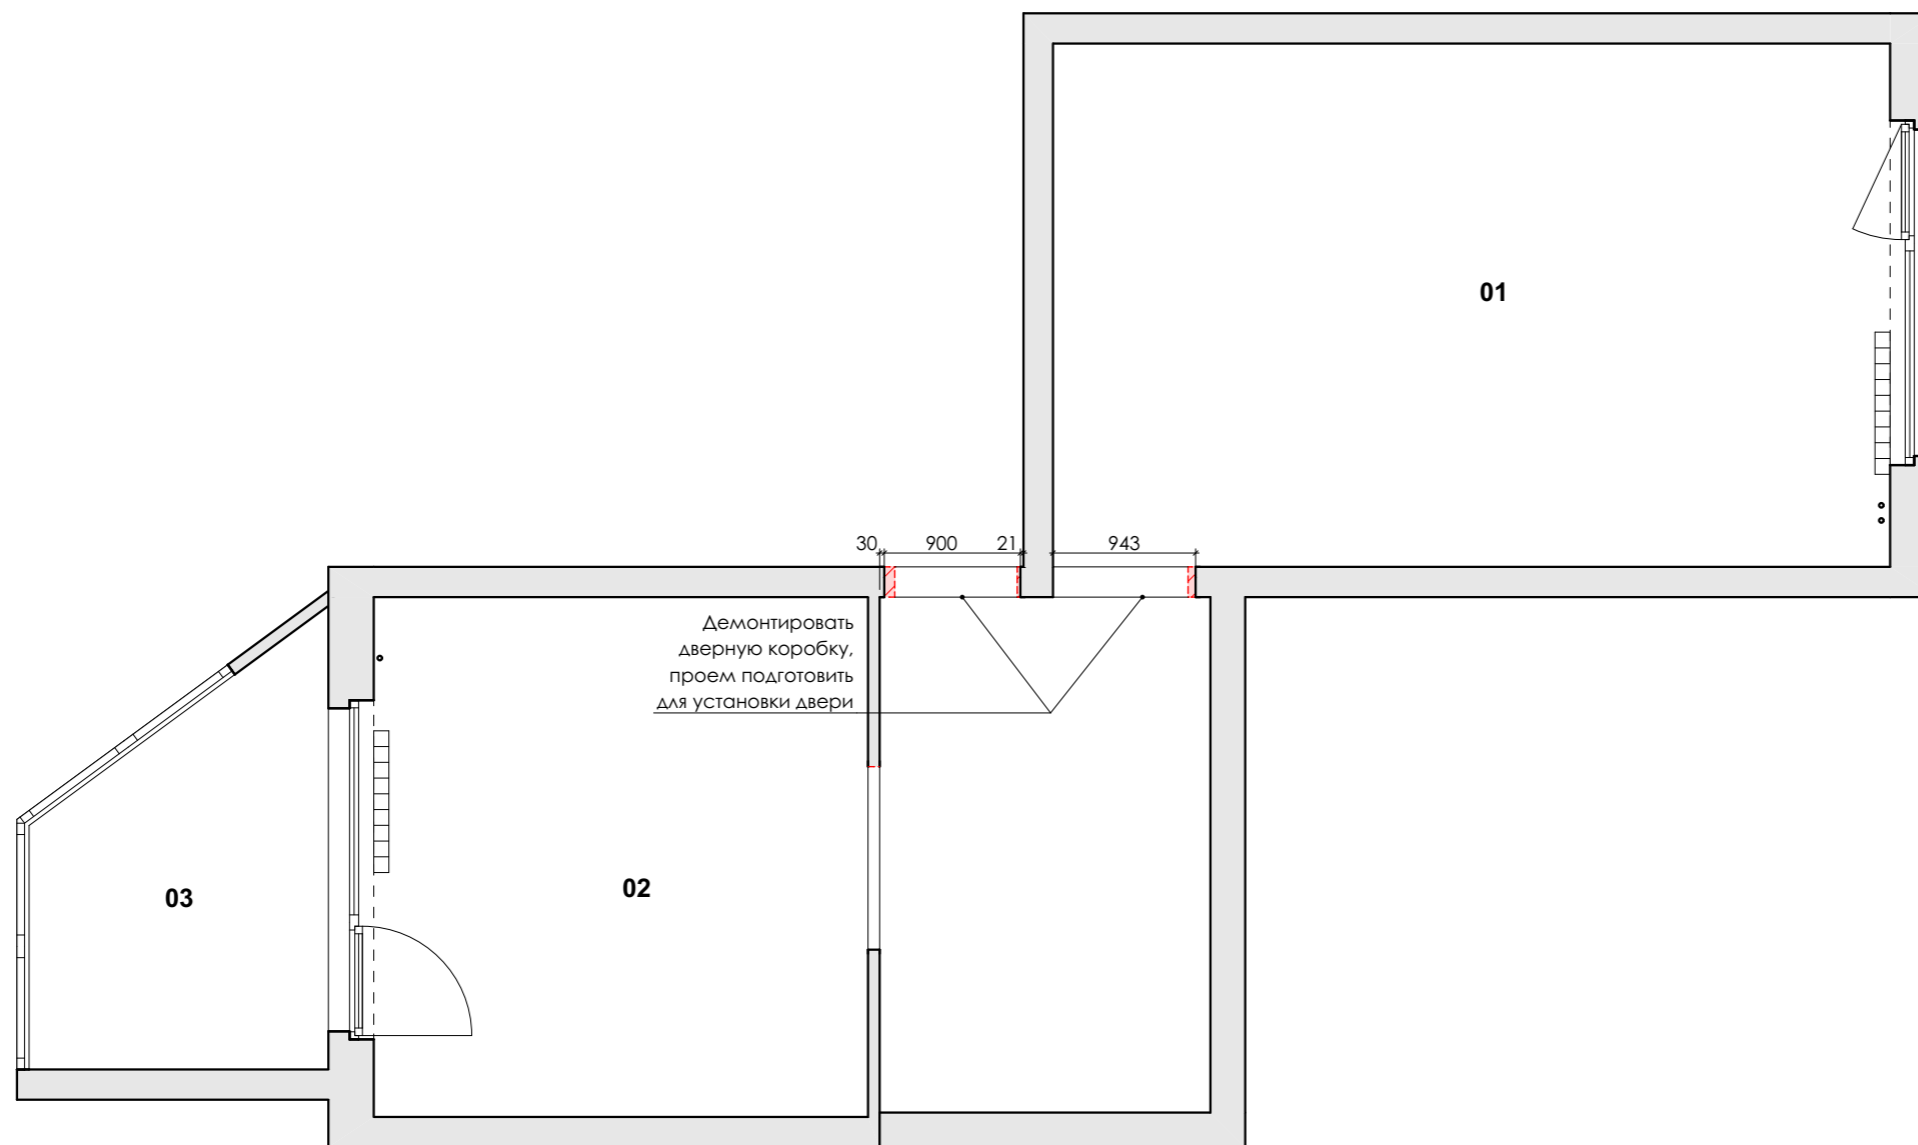 01
30 900 21 943
Демонтировать
дверную коробку,
проем подготовить
для установки двери
02
03